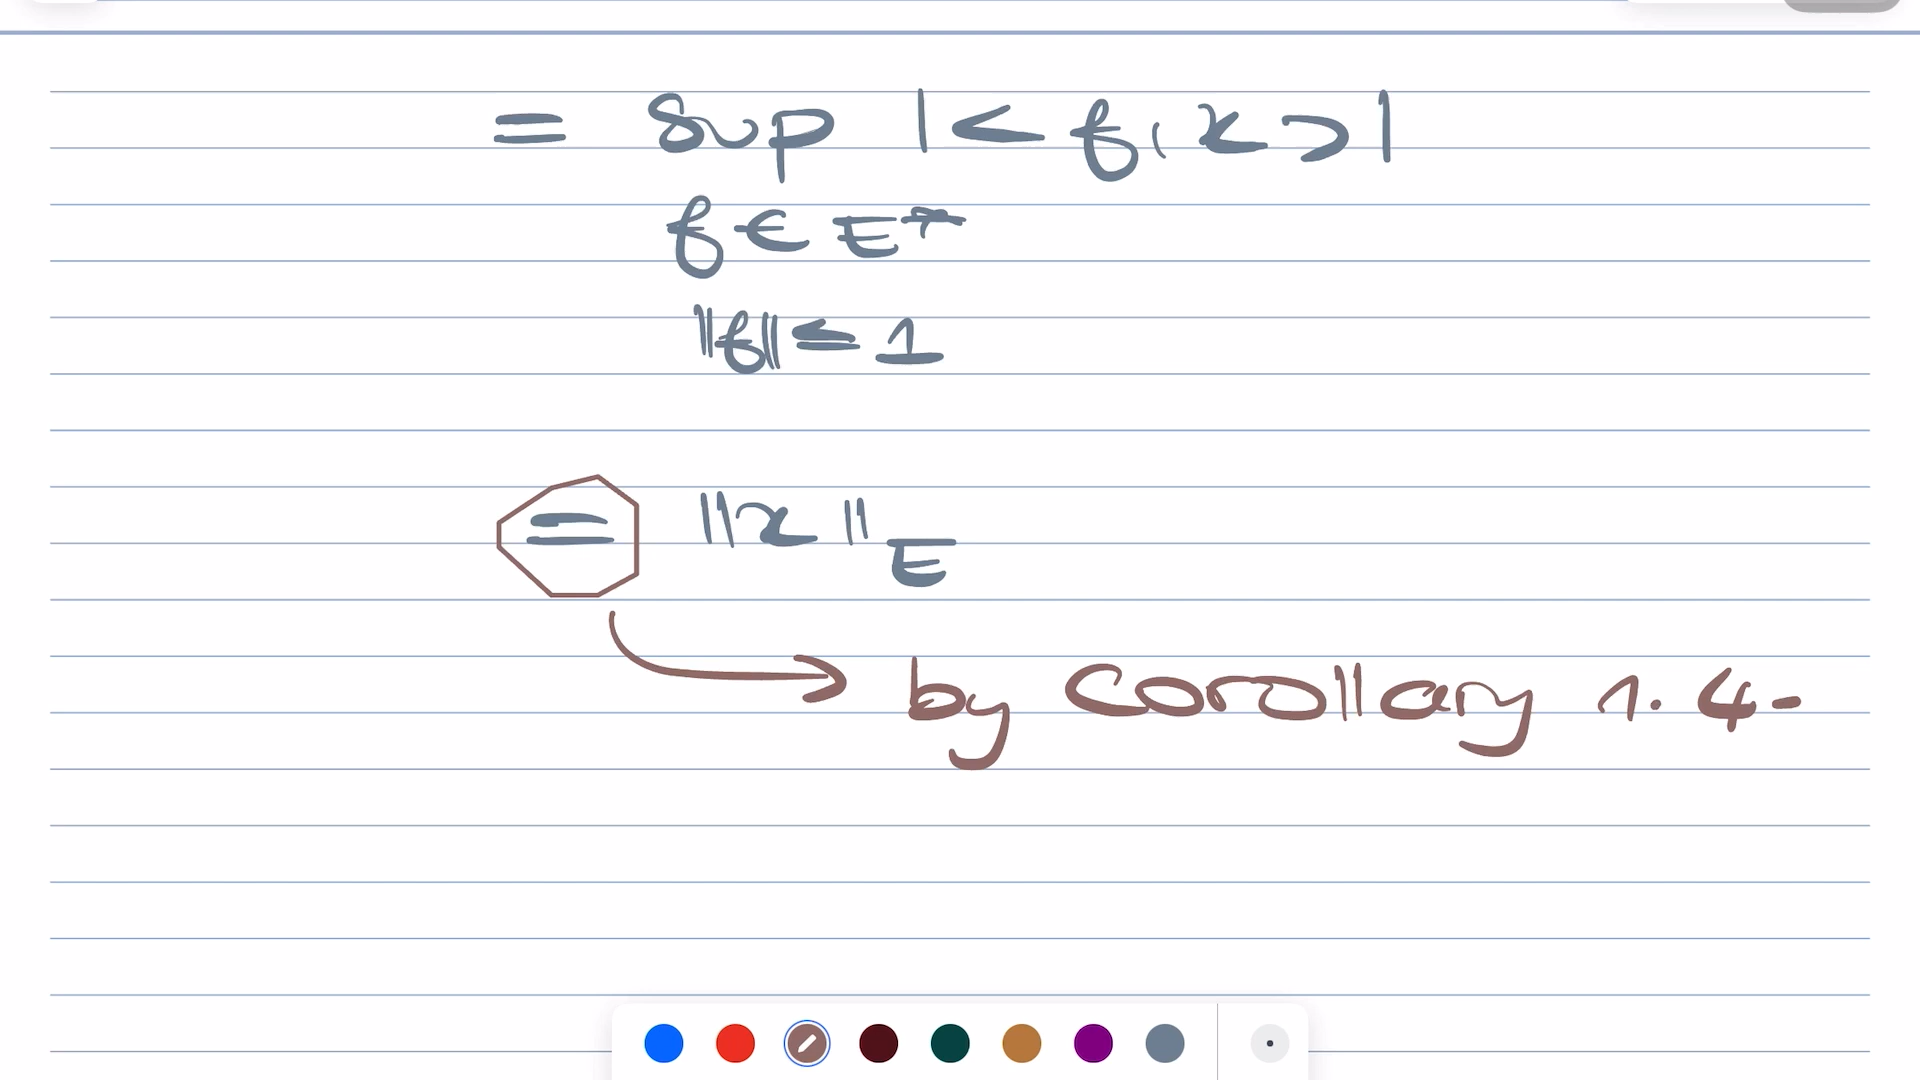 = Sup |< f, x >|
f ∈ E*
||f|| ≤ 1
= ||x||_E
by Corollary 1.4.